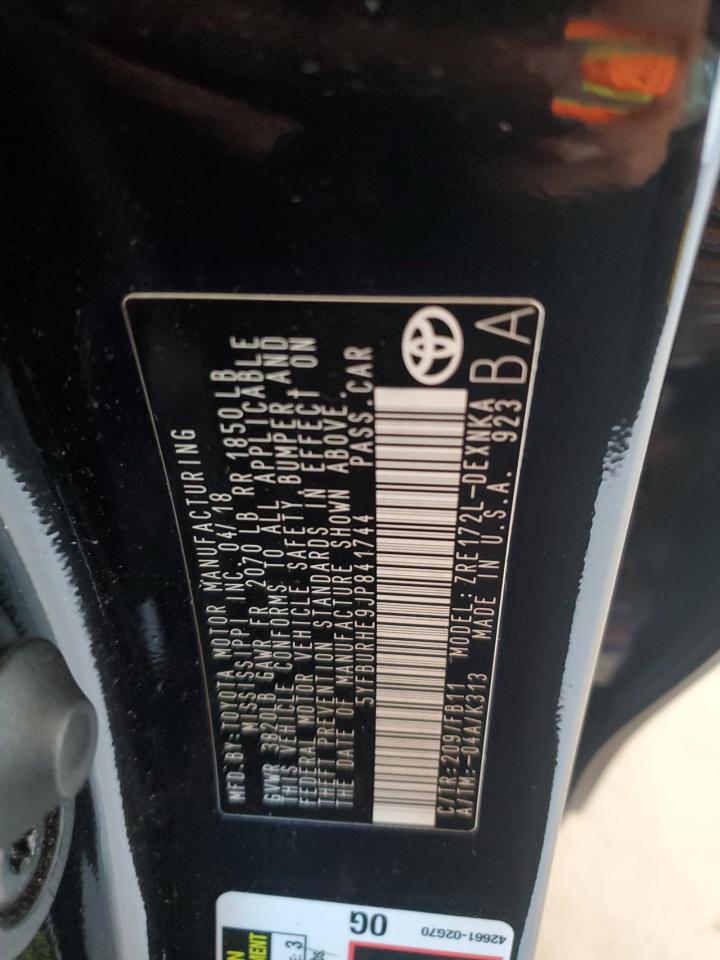 MFD.BY:TOYOTA MOTOR MANUFACTURING
MISSISSIPPI INC. 04/18
GVWR 3820LB GAWR FR 2070 LB RR 1850 LB
THIS VEHICLE CONFORMS TO ALL APPLICABLE
FEDERAL MOTOR VEHICLE SAFETY, BUMPER, AND
THEFT PREVENTION STANDARDS IN EFFECT ON
THE DATE OF MANUFACTURE SHOWN ABOVE.
5YFBURHE9JP841744 PASS.CAR
C/TR:209/FB11 MODEL:ZRE172L-DEXNKA
A/TM:-04A/K313 MADE IN U.S.A. 923
BA
42661-02G70
OG